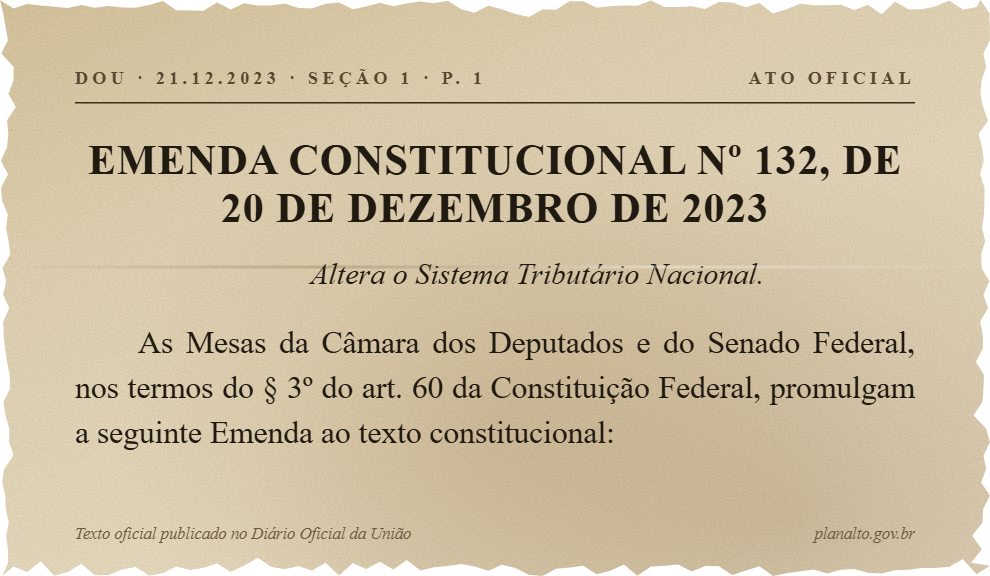 DOU · 21.12.2023 · SEÇÃO 1 · P. 1 ATO OFICIAL
EMENDA CONSTITUCIONAL Nº 132, DE
20 DE DEZEMBRO DE 2023
Altera o Sistema Tributário Nacional.
As Mesas da Câmara dos Deputados e do Senado Federal,
nos termos do § 3º do art. 60 da Constituição Federal, promulgam
a seguinte Emenda ao texto constitucional:
Texto oficial publicado no Diário Oficial da União planalto.gov.br